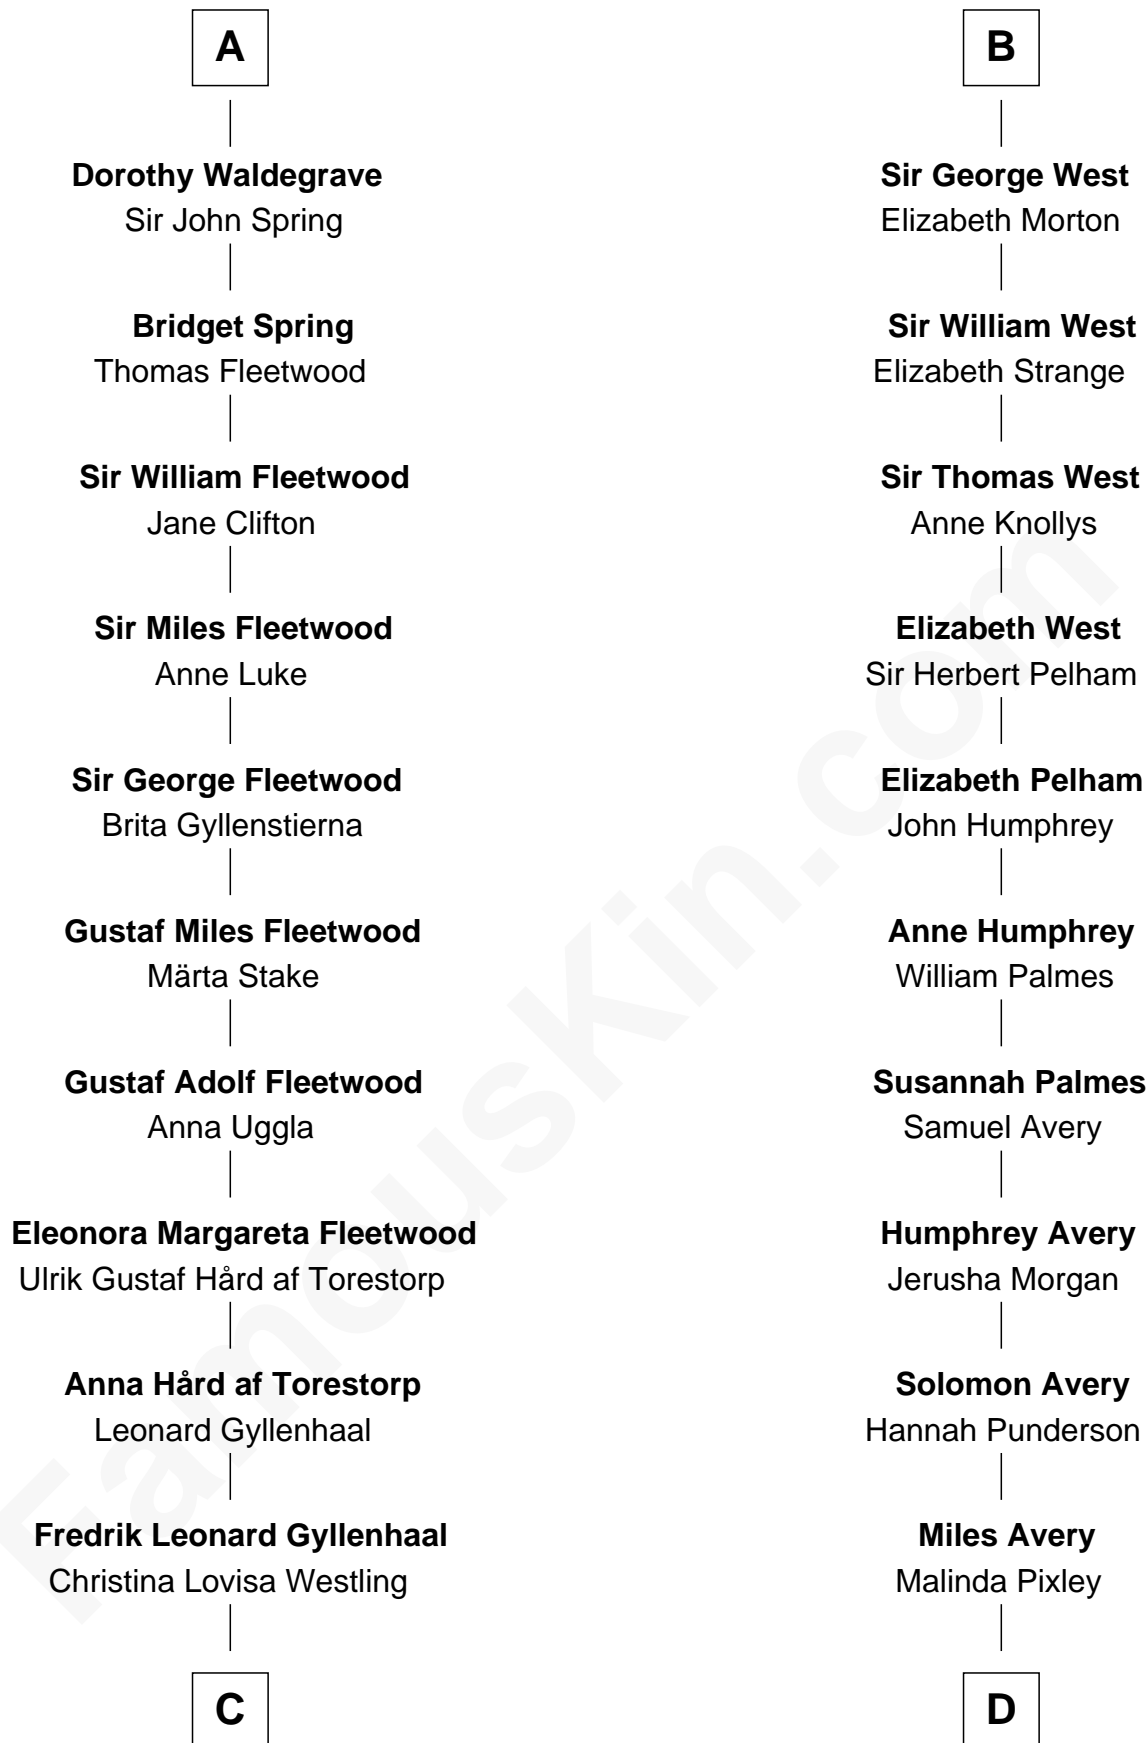 A
Dorothy Waldegrave
Sir John Spring
Bridget Spring
Thomas Fleetwood
Sir William Fleetwood
Jane Clifton
Sir Miles Fleetwood
Anne Luke
Sir George Fleetwood
Brita Gyllenstierna
Gustaf Miles Fleetwood
Märta Stake
Gustaf Adolf Fleetwood
Anna Uggla
Eleonora Margareta Fleetwood
Ulrik Gustaf Hård af Torestorp
Anna Hård af Torestorp
Leonard Gyllenhaal
Fredrik Leonard Gyllenhaal
Christina Lovisa Westling
C
B
Sir George West
Elizabeth Morton
Sir William West
Elizabeth Strange
Sir Thomas West
Anne Knollys
Elizabeth West
Sir Herbert Pelham
Elizabeth Pelham
John Humphrey
Anne Humphrey
William Palmes
Susannah Palmes
Samuel Avery
Humphrey Avery
Jerusha Morgan
Solomon Avery
Hannah Punderson
Miles Avery
Malinda Pixley
D
FamousKin.com